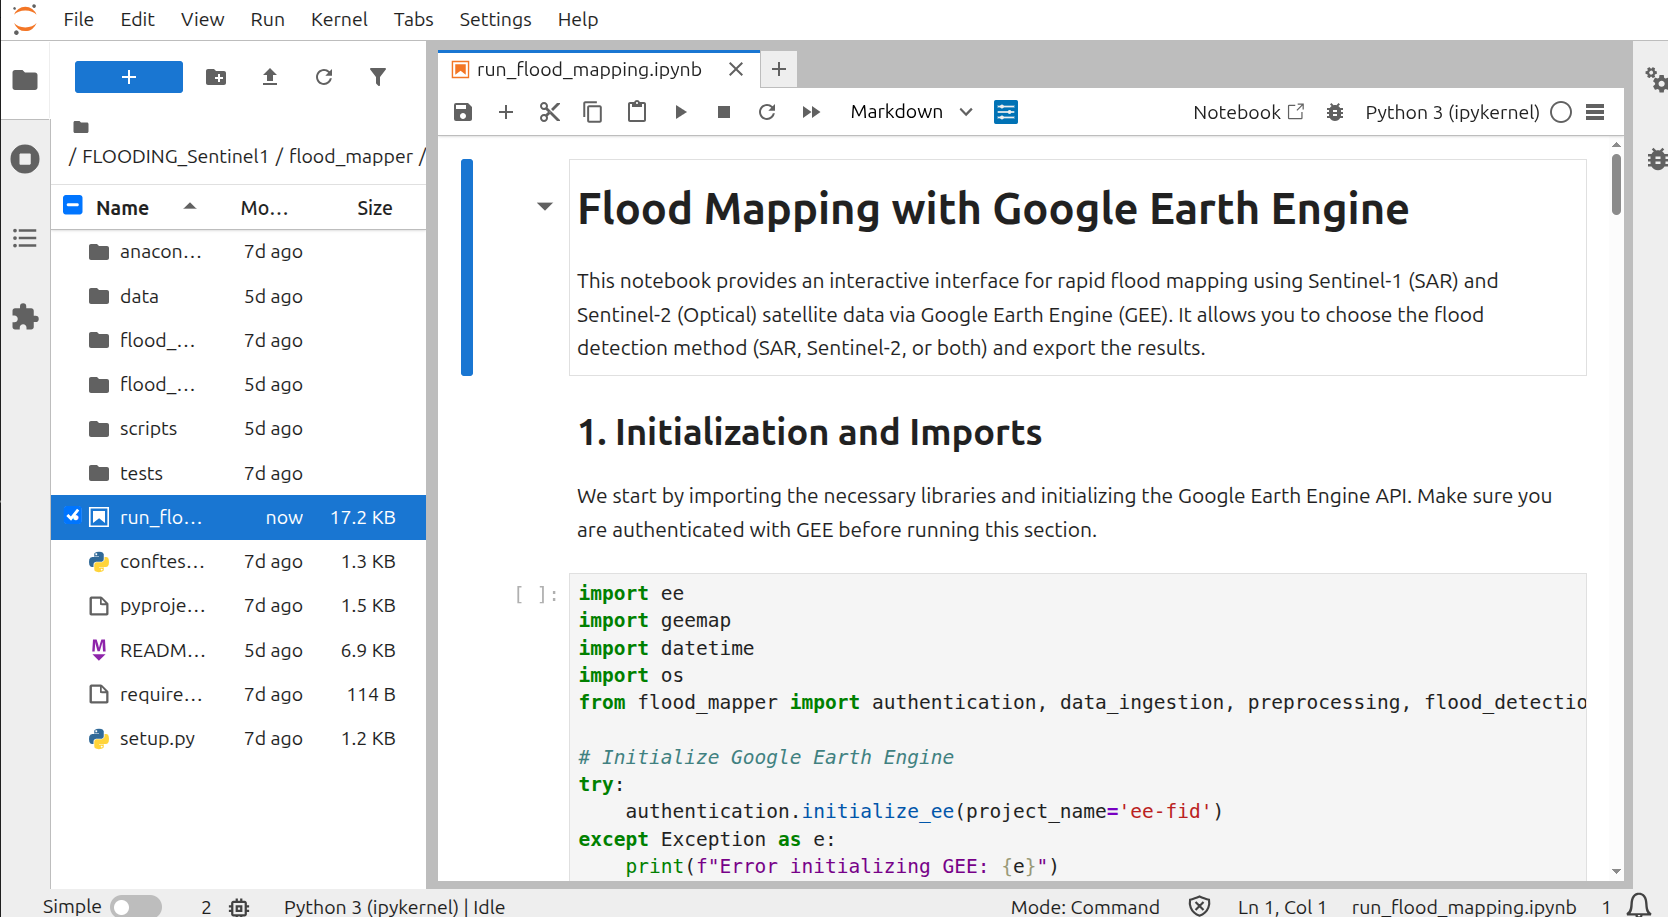 File Edit View Run Kernel Tabs Settings Help
run_flood_mapping.ipynb
Markdown
Notebook
Python 3 (ipykernel)
/ FLOODING_Sentinel1 / flood_mapper /
Name Mo... Size
anacon... 7d ago
data 5d ago
flood_... 7d ago
flood_... 5d ago
scripts 5d ago
tests 7d ago
run_flo... now 17.2 KB
conftes... 7d ago 1.3 KB
pyproje... 7d ago 1.5 KB
READM... 5d ago 6.9 KB
require... 7d ago 114 B
setup.py 7d ago 1.2 KB
Flood Mapping with Google Earth Engine
This notebook provides an interactive interface for rapid flood mapping using Sentinel-1 (SAR) and
Sentinel-2 (Optical) satellite data via Google Earth Engine (GEE). It allows you to choose the flood
detection method (SAR, Sentinel-2, or both) and export the results.
1. Initialization and Imports
We start by importing the necessary libraries and initializing the Google Earth Engine API. Make sure you
are authenticated with GEE before running this section.
[ ]:
import ee
import geemap
import datetime
import os
from flood_mapper import authentication, data_ingestion, preprocessing, flood_detectio
# Initialize Google Earth Engine
try:
    authentication.initialize_ee(project_name='ee-fid')
except Exception as e:
    print(f"Error initializing GEE: {e}")
Simple 2 Python 3 (ipykernel) | Idle Mode: Command Ln 1, Col 1 run_flood_mapping.ipynb 1